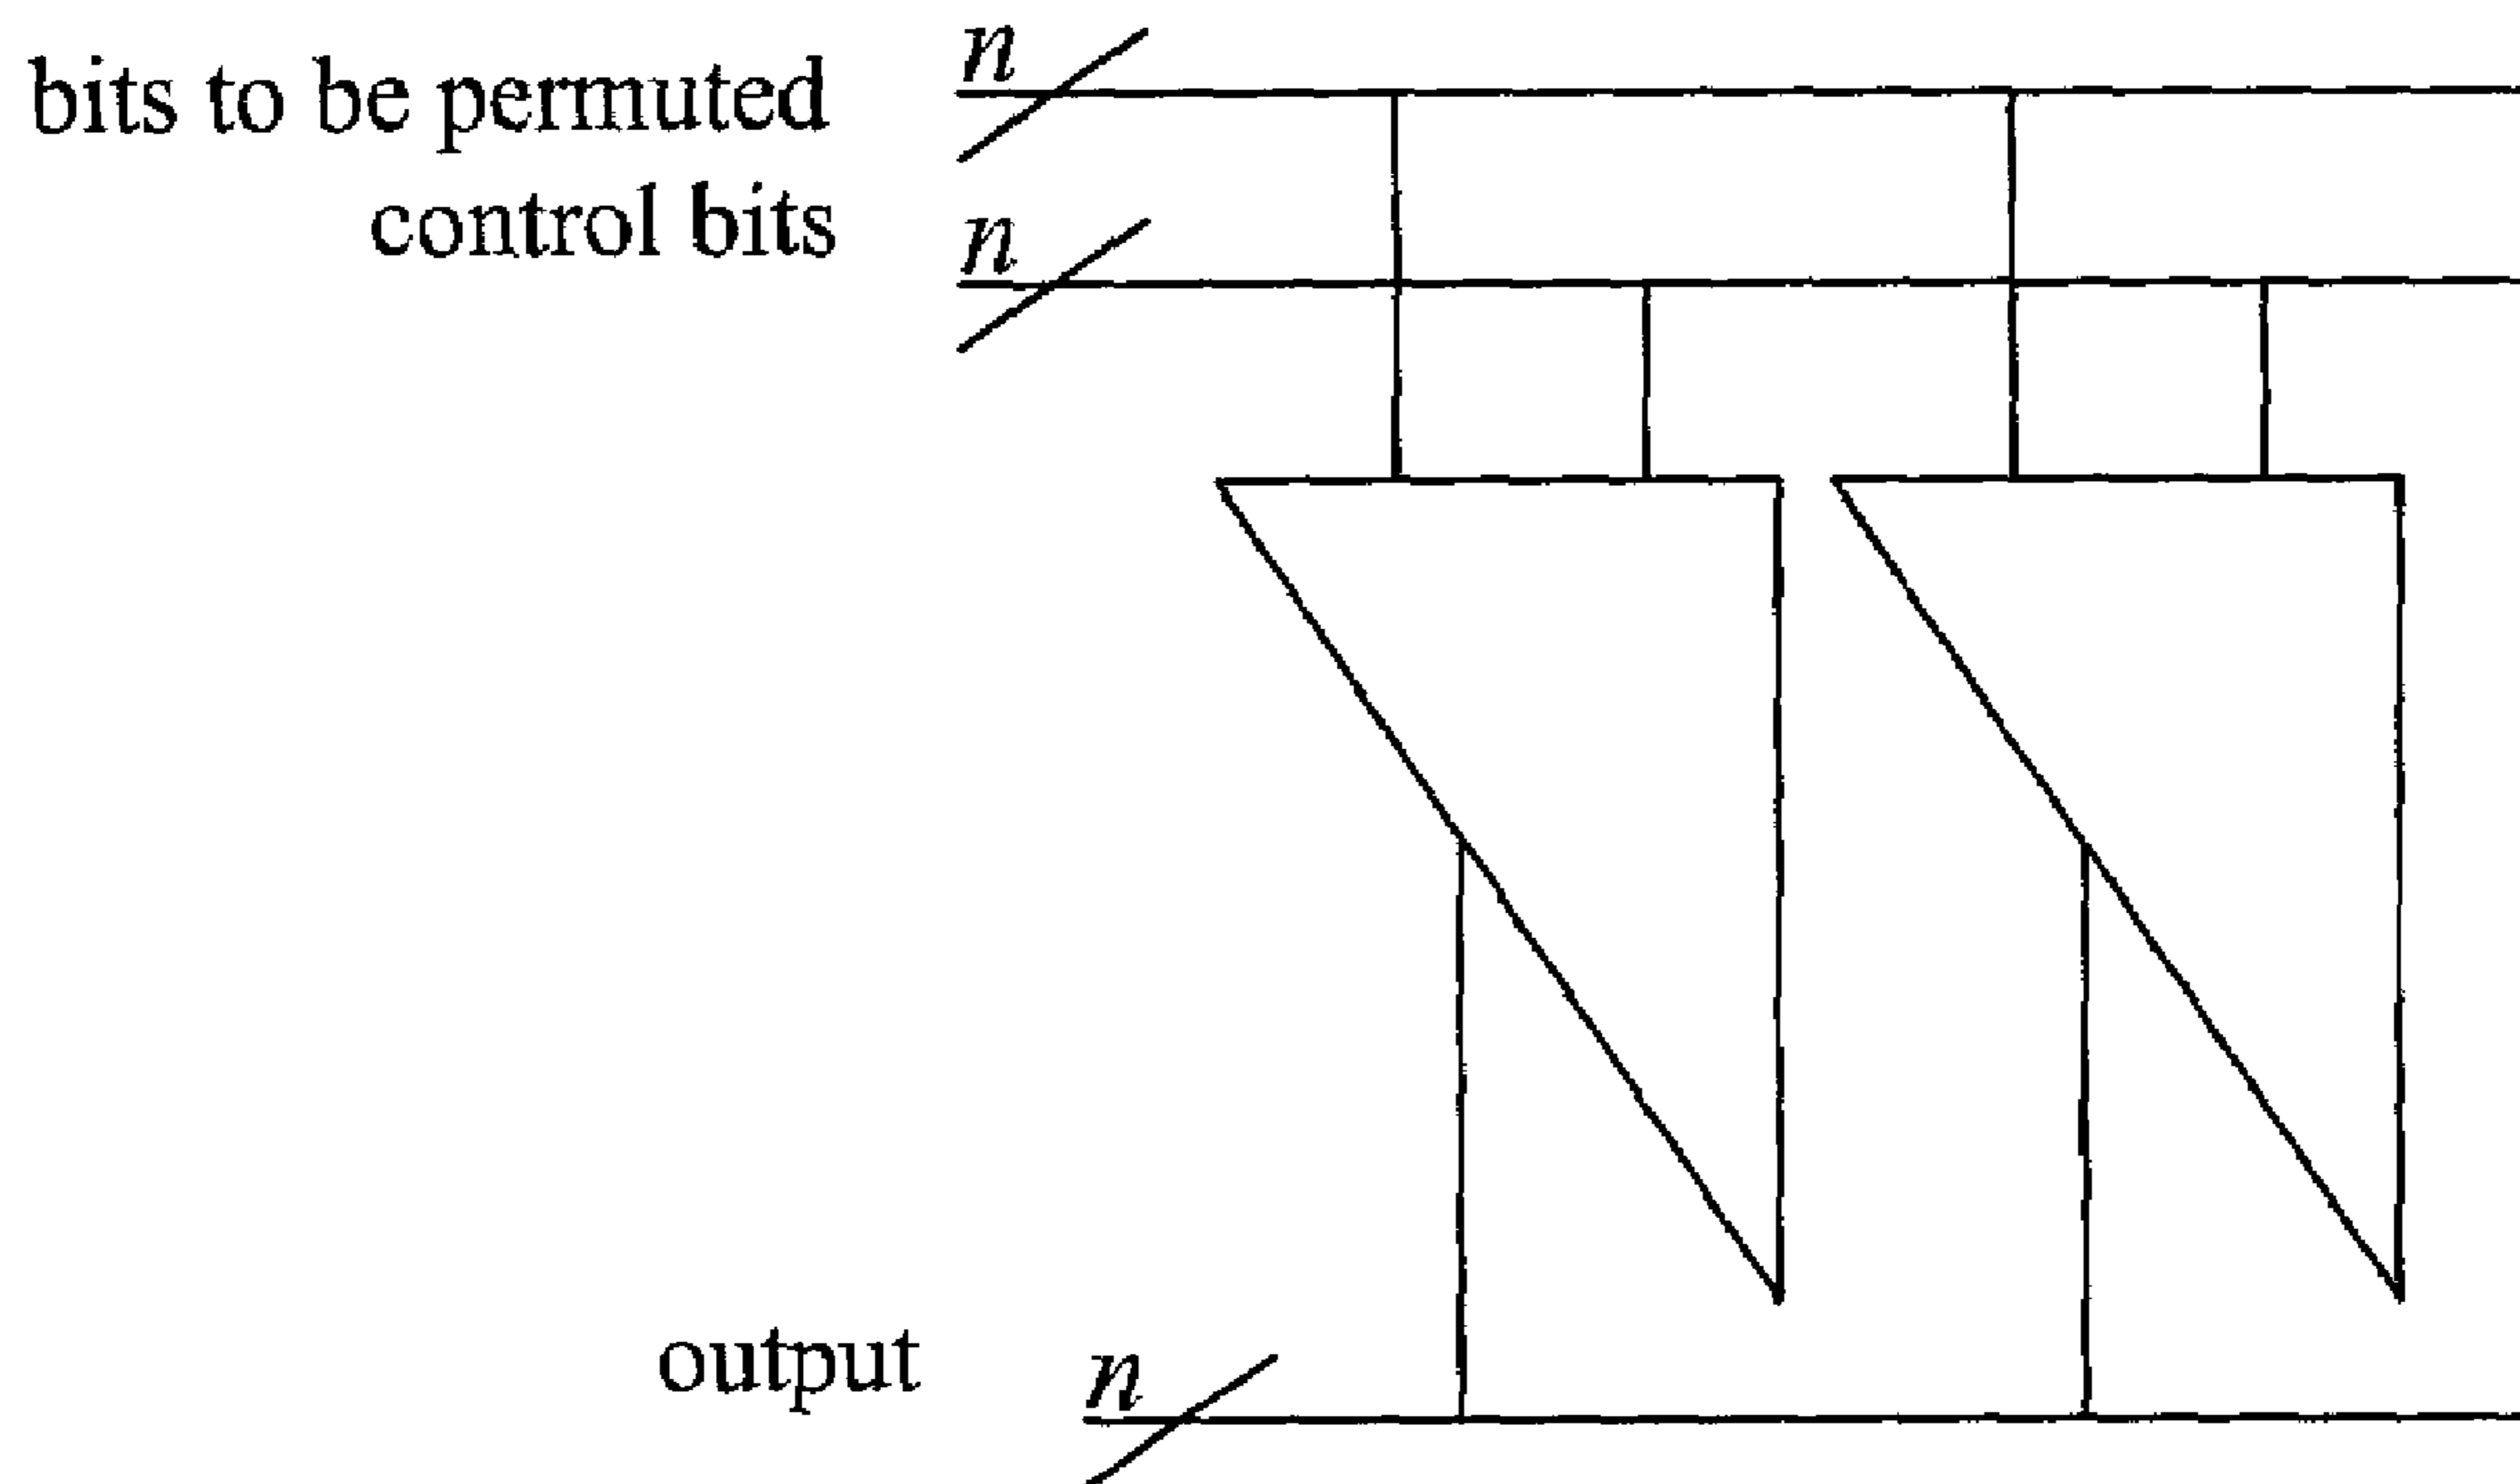 n
bits to be permuted
control bits
n
output
n